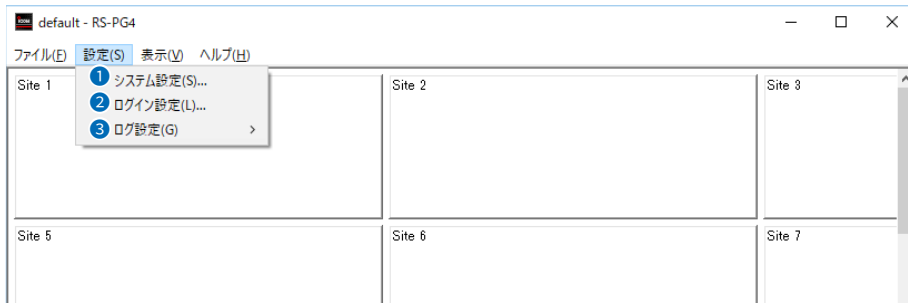 ICOM default - RS-PG4
ファイル(F) 設定(S) 表示(V) ヘルプ(H)
Site 1 Site 2 Site 3
1 システム設定(S)...
2 ログイン設定(L)...
3 ログ設定(G) >
Site 5 Site 6 Site 7